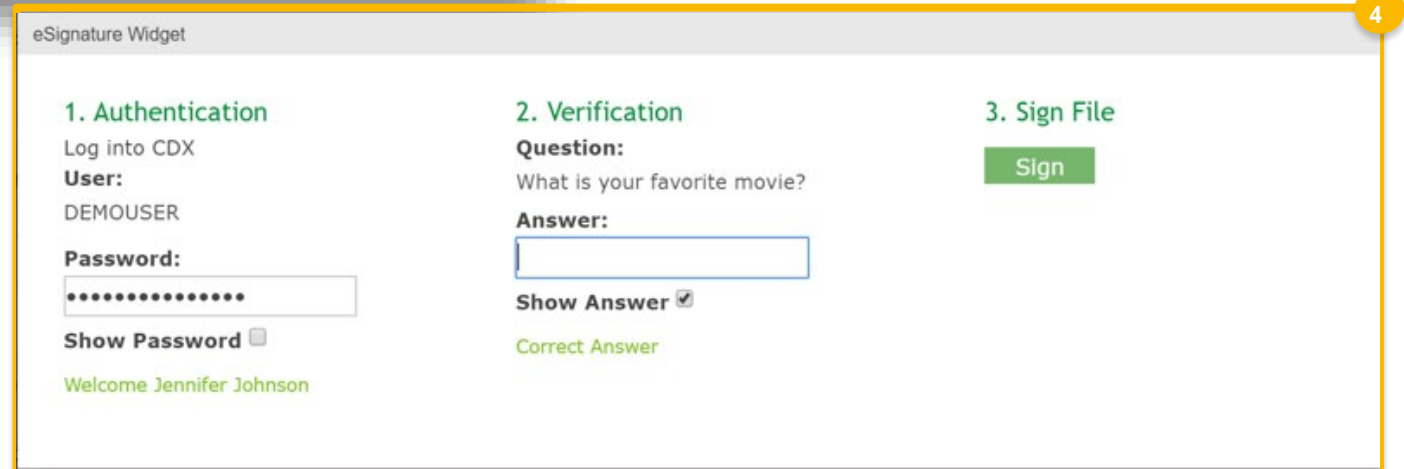 4
eSignature Widget
1. Authentication
Log into CDX
User:
DEMOUSER
Password:
•••••••••••••••
Show Password
Welcome Jennifer Johnson
2. Verification
Question:
What is your favorite movie?
Answer:
Show Answer
Correct Answer
3. Sign File
Sign